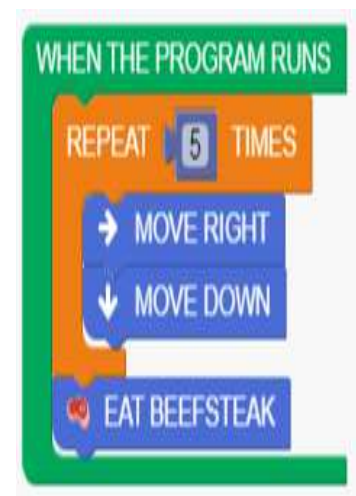 WHEN THE PROGRAM RUNS
REPEAT 5 TIMES
MOVE RIGHT
MOVE DOWN
EAT BEEFSTEAK